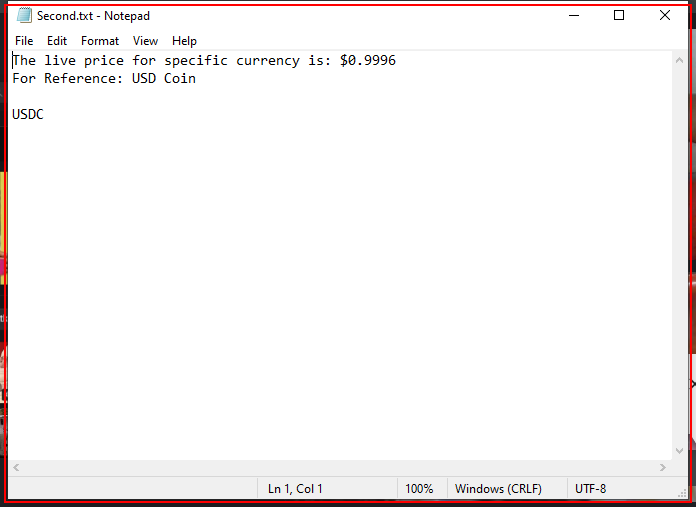 Second.txt - Notepad
File Edit Format View Help
The live price for specific currency is: $0.9996
For Reference: USD Coin
USDC
Ln 1, Col 1 100% Windows (CRLF) UTF-8